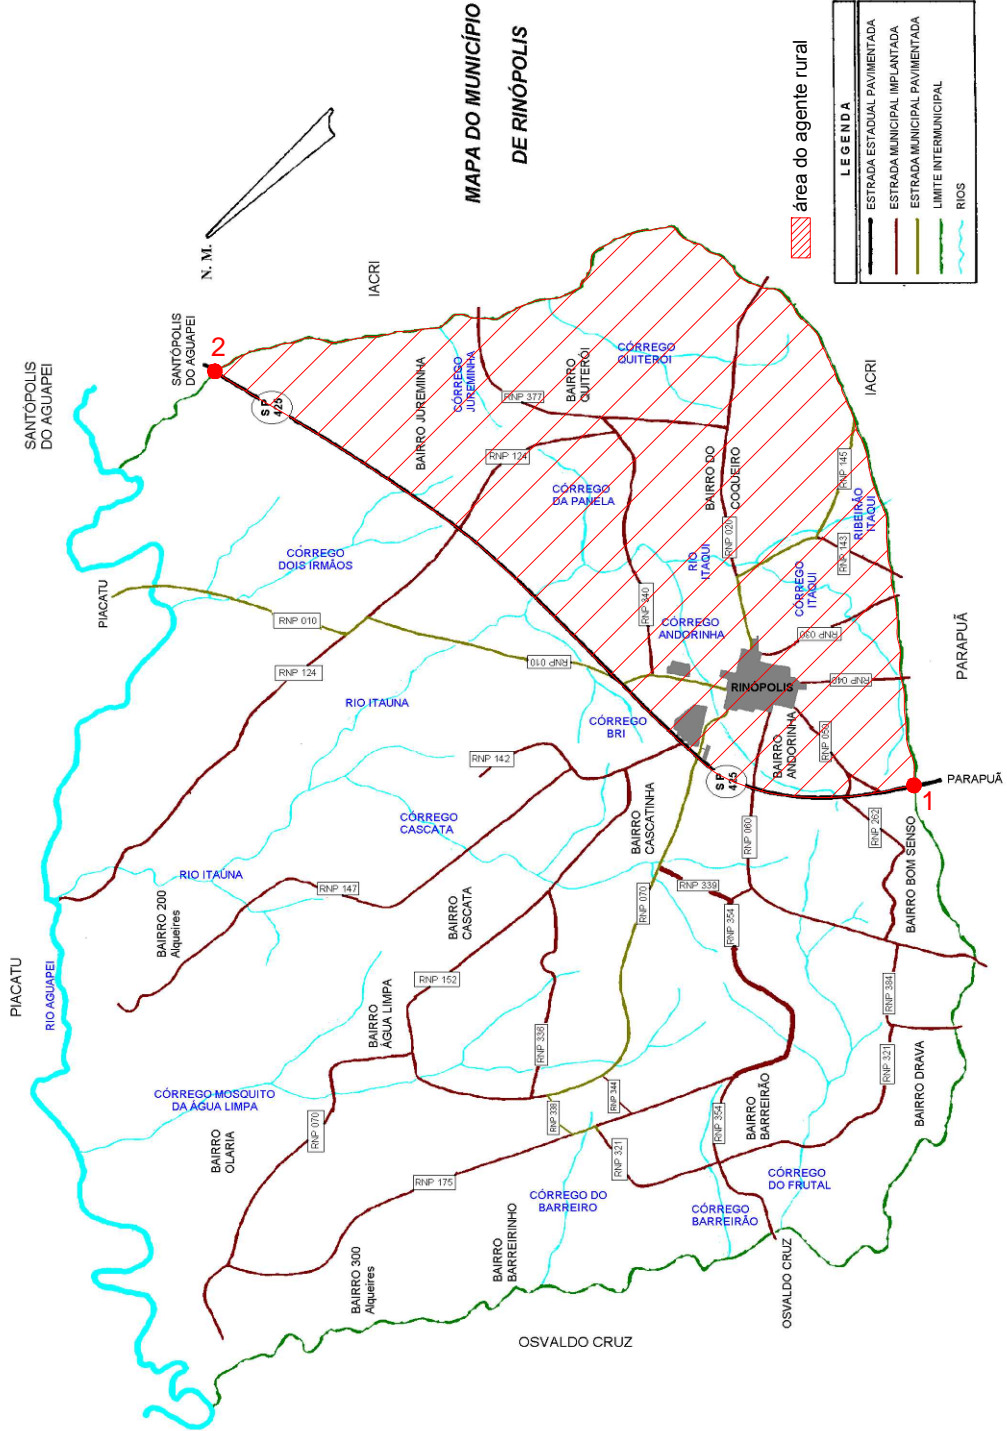 MAPA DO MUNICÍPIO
DE RINÓPOLIS
N. M.
SANTÓPOLIS
DO AGUAPEI
SANTÓPOLIS
DO AGUAPEI
2
IACRI
S P
425
BAIRRO JUREMINHA
CÓRREGO
JUREMINHA
RNP 377
BAIRRO
QUITERÓI
CÓRREGO
QUITERÓI
RNP 124
CÓRREGO
DA PANELA
BAIRRO DO
COQUEIRO
IACRI
RNP 145
RIBEIRÃO
ITAQUI
RNP 020
RIO
ITAQUI
RNP 143
CÓRREGO
ITAQUI
CÓRREGO
DOIS IRMÃOS
PIACATU
RNP 010
RNP 340
CÓRREGO
ANDORINHA
RNP 030
RNP 010
RNP 124
RINÓPOLIS
RNP 040
PARAPUÃ
RIO ITAÚNA
CÓRREGO
BRI
BAIRRO
ANDORINHA
RNP 050
RNP 142
S P
425
PARAPUÃ
1
CÓRREGO
CASCATA
BAIRRO
CASCATINHA
RNP 060
RNP 262
RIO ITAÚNA
RNP 147
RNP 339
RNP 070
RNP 354
BAIRRO BOM SENSO
BAIRRO 200
Alqueires
BAIRRO
CASCATA
RNP 152
PIACATU
RIO AGUAPEI
BAIRRO
ÁGUA LIMPA
RNP 336
RNP 384
RNP 321
CÓRREGO MOSQUITO
DA ÁGUA LIMPA
RNP 070
RNP 338
RNP 344
RNP 354
BAIRRO
BARREIRÃO
BAIRRO DRAVA
BAIRRO
OLARIA
RNP 175
RNP 321
CÓRREGO DO
BARREIRO
CÓRREGO
BARREIRÃO
CÓRREGO
DO FRUTAL
BAIRRO 300
Alqueires
BAIRRO
BARREIRINHO
OSVALDO CRUZ
OSVALDO CRUZ
área do agente rural
LEGENDA
ESTRADA ESTADUAL PAVIMENTADA
ESTRADA MUNICIPAL IMPLANTADA
ESTRADA MUNICIPAL PAVIMENTADA
LIMITE INTERMUNICIPAL
RIOS